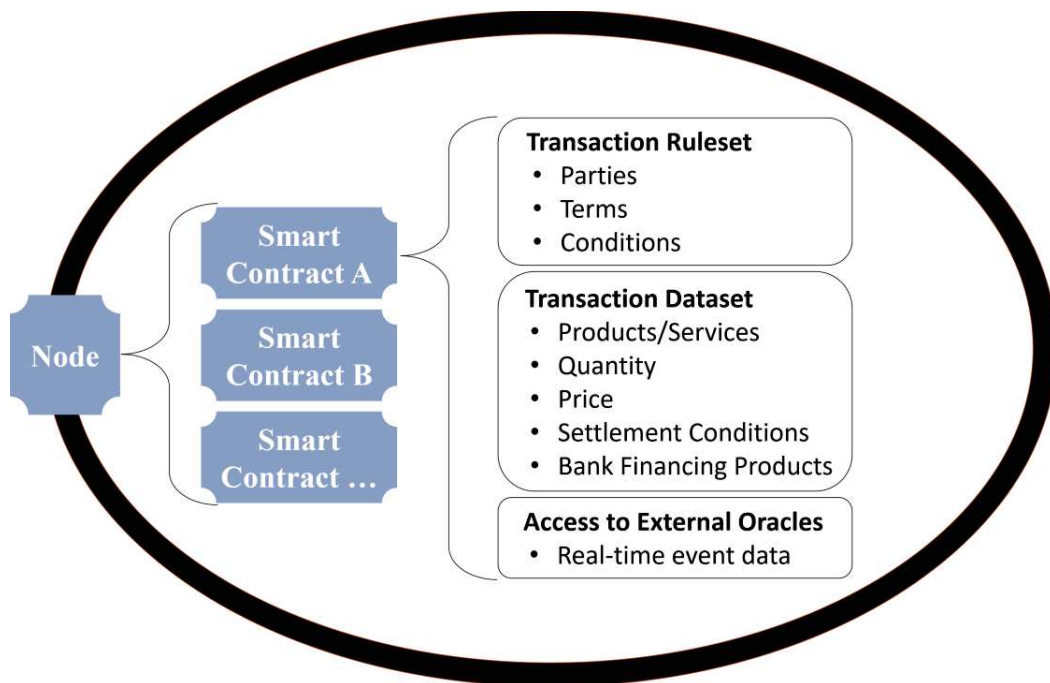 Node
Smart
Contract A
Smart
Contract B
Smart
Contract …
Transaction Ruleset
• Parties
• Terms
• Conditions
Transaction Dataset
• Products/Services
• Quantity
• Price
• Settlement Conditions
• Bank Financing Products
Access to External Oracles
• Real-time event data